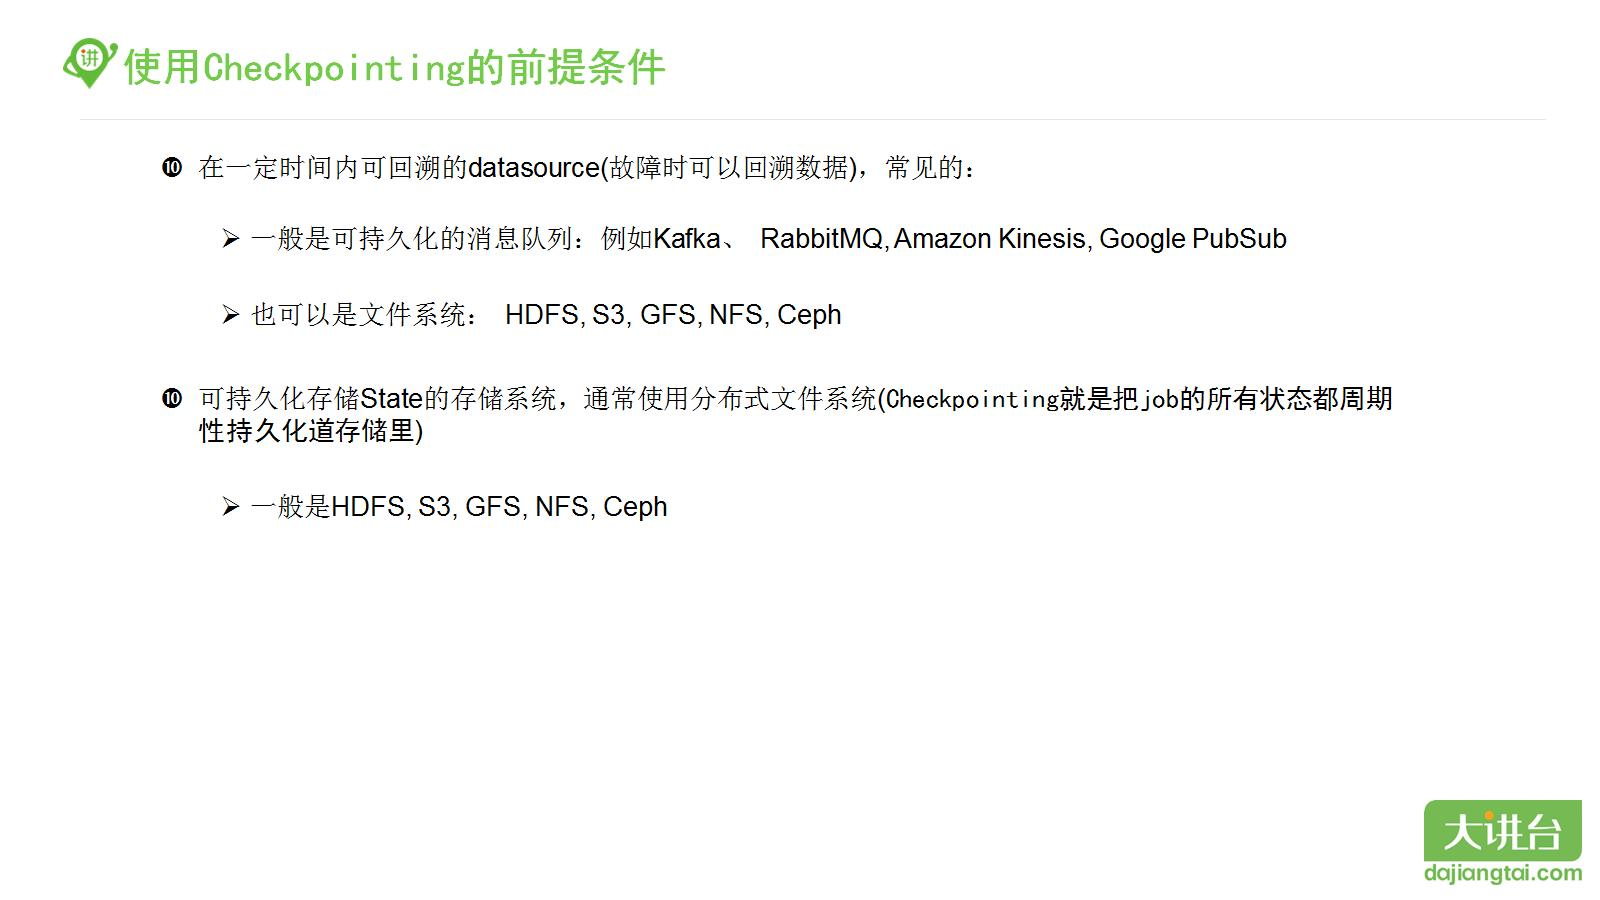 讲 使用Checkpointing的前提条件
❿ 在一定时间内可回溯的datasource(故障时可以回溯数据)，常见的：
➢ 一般是可持久化的消息队列：例如Kafka、 RabbitMQ, Amazon Kinesis, Google PubSub
➢ 也可以是文件系统： HDFS, S3, GFS, NFS, Ceph
❿ 可持久化存储State的存储系统，通常使用分布式文件系统(Checkpointing就是把job的所有状态都周期
性持久化道存储里)
➢ 一般是HDFS, S3, GFS, NFS, Ceph
大讲台
dajiangtai.com